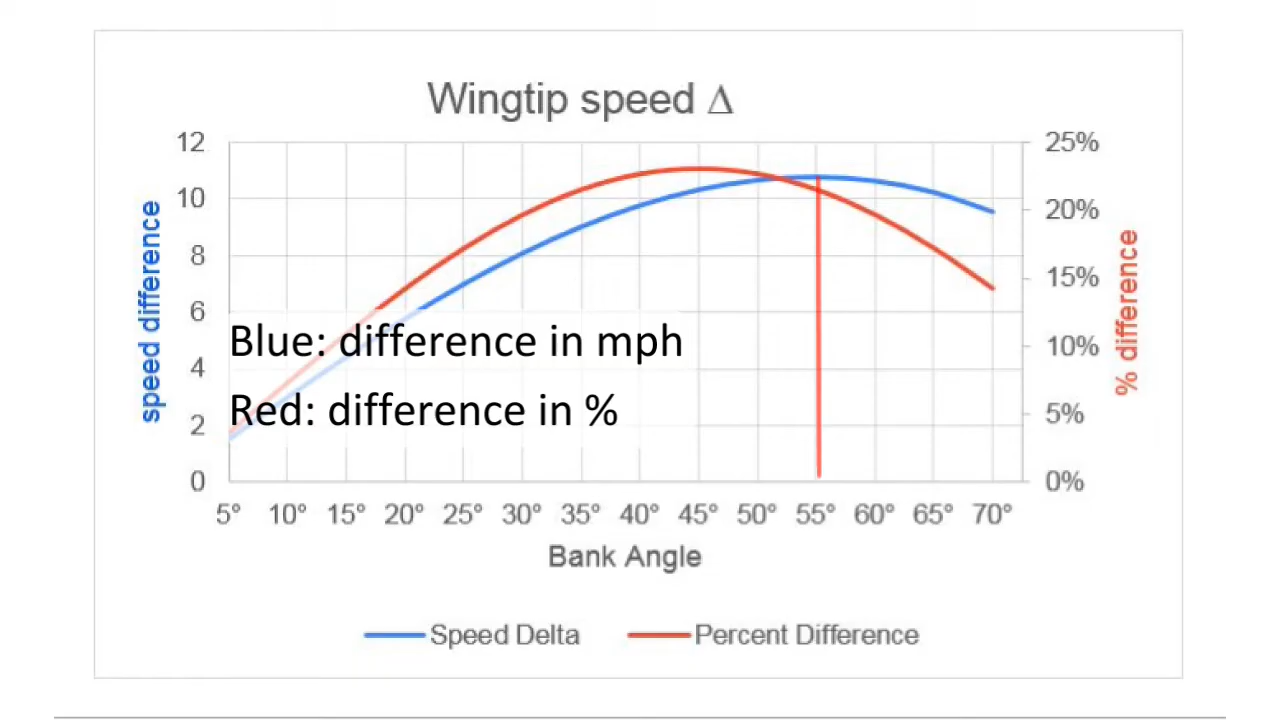 Wingtip speed Δ
12
10
8
6
4
2
0
speed difference
25%
20%
15%
10%
5%
0%
% difference
Blue: difference in mph
Red: difference in %
5° 10° 15° 20° 25° 30° 35° 40° 45° 50° 55° 60° 65° 70°
Bank Angle
Speed Delta Percent Difference